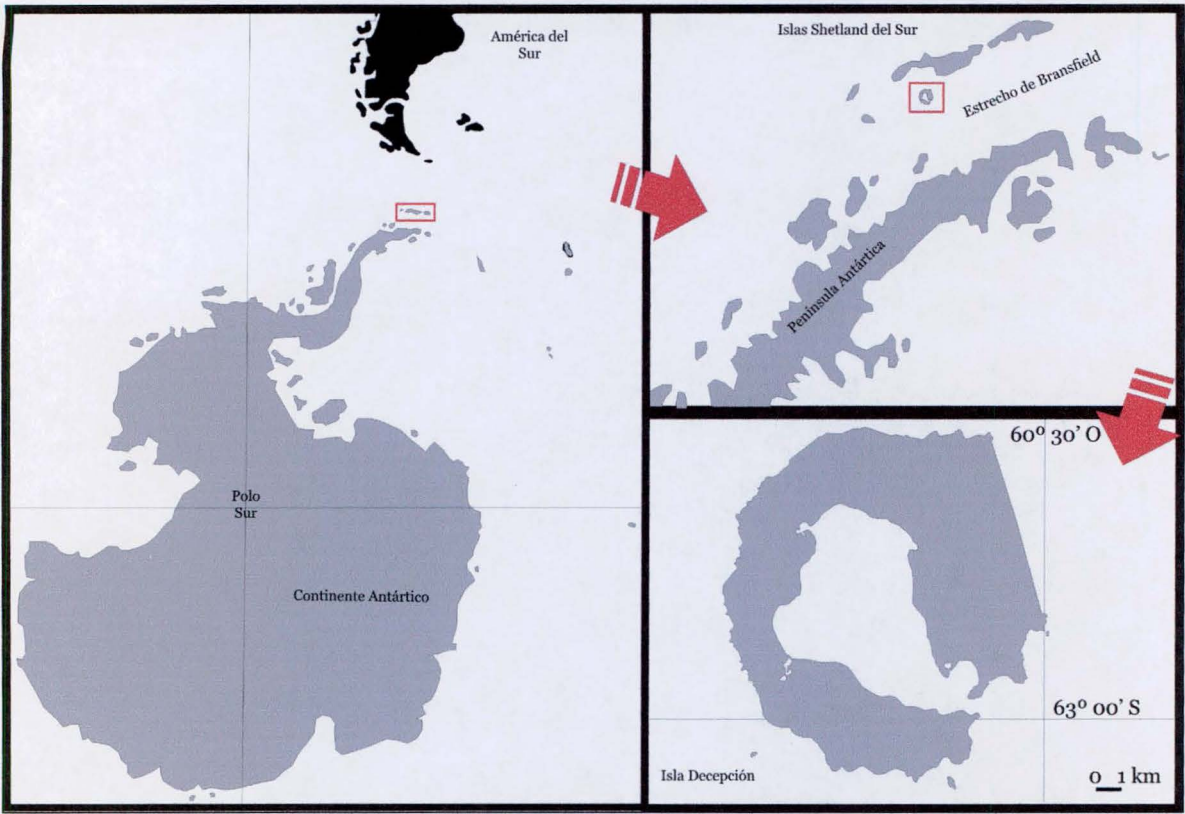 América del
Sur
Polo
Sur
Continente Antártico
Islas Shetland del Sur
Estrecho de Bransfield
Península Antártica
60º 30' O
63º 00' S
Isla Decepción
0 1 km